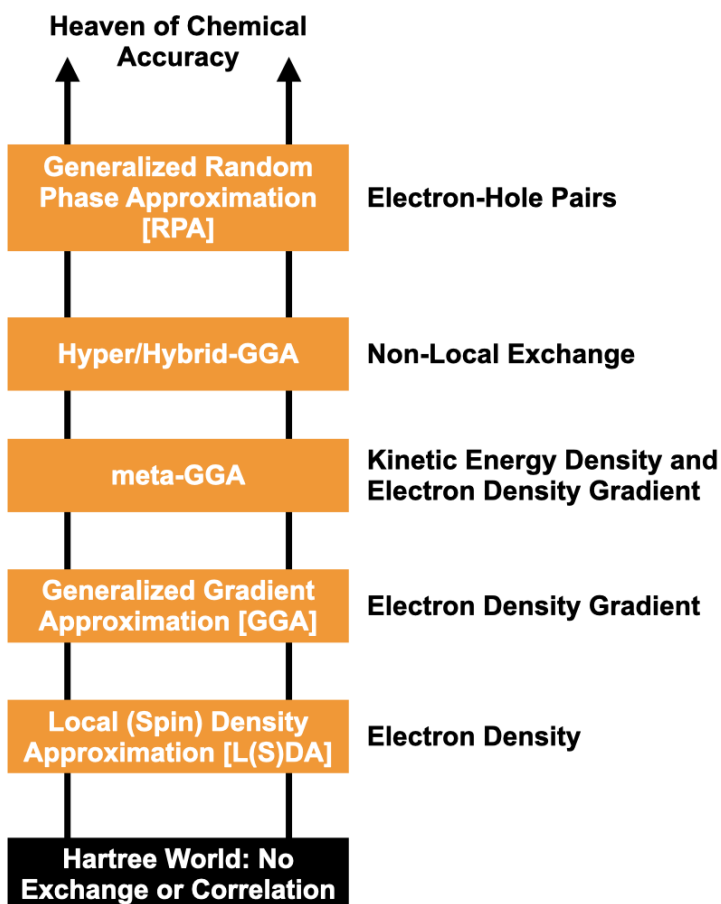 Heaven of Chemical
Accuracy
Generalized Random
Phase Approximation
[RPA]
Electron-Hole Pairs
Hyper/Hybrid-GGA
Non-Local Exchange
meta-GGA
Kinetic Energy Density and
Electron Density Gradient
Generalized Gradient
Approximation [GGA]
Electron Density Gradient
Local (Spin) Density
Approximation [L(S)DA]
Electron Density
Hartree World: No
Exchange or Correlation